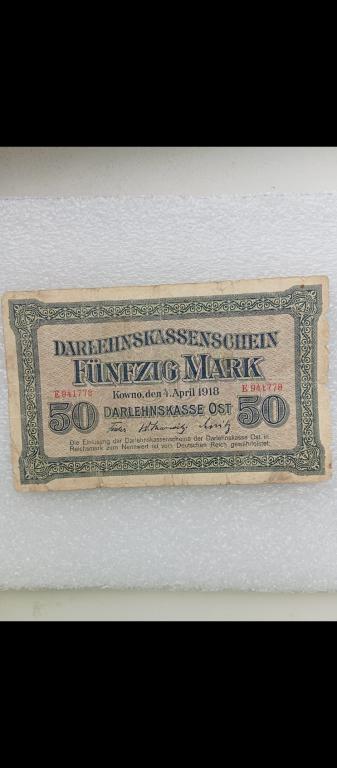 DARLEHNSKASSENSCHEIN
FÜNFZIG MARK
E 941778 Kowno, den 4. April 1918 E 941778
50 DARLEHNSKASSE OST 50
Die Einlösung der Darlehnskassenscheine der Darlehnskasse Ost in
Reichsmark zum Nennwert ist vom Deutschen Reich gewährleistet.